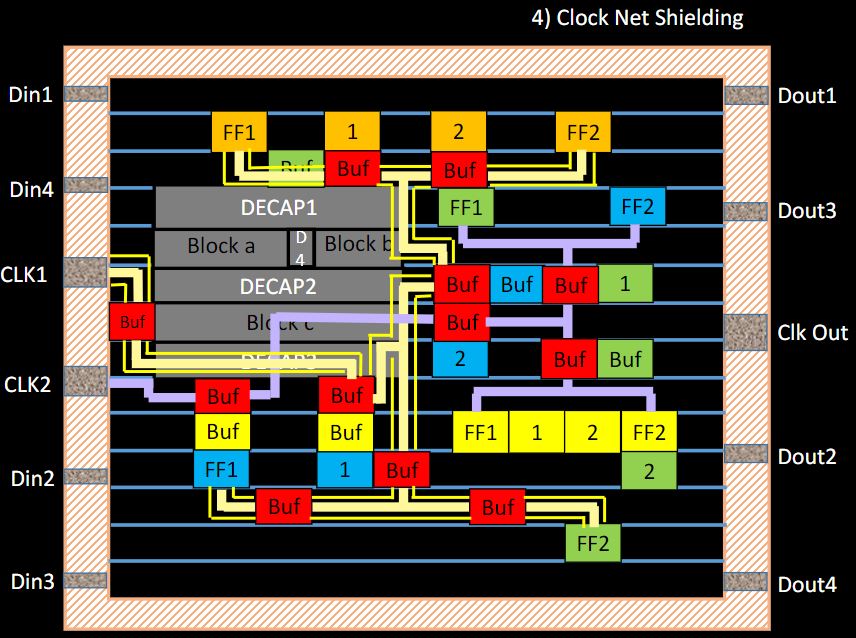 4) Clock Net Shielding
Din1
Dout1
FF1
1
2
FF2
Buf
Buf
Buf
Din4
DECAP1
FF1
FF2
Dout3
Block a
D
4
Block b
CLK1
DECAP2
Buf
Buf
Buf
1
Buf
Block c
Buf
Clk Out
DECAP3
2
Buf
Buf
CLK2
Buf
Buf
Buf
Buf
FF1
1
2
FF2
Dout2
Din2
FF1
1
Buf
2
Buf
Buf
FF2
Din3
Dout4